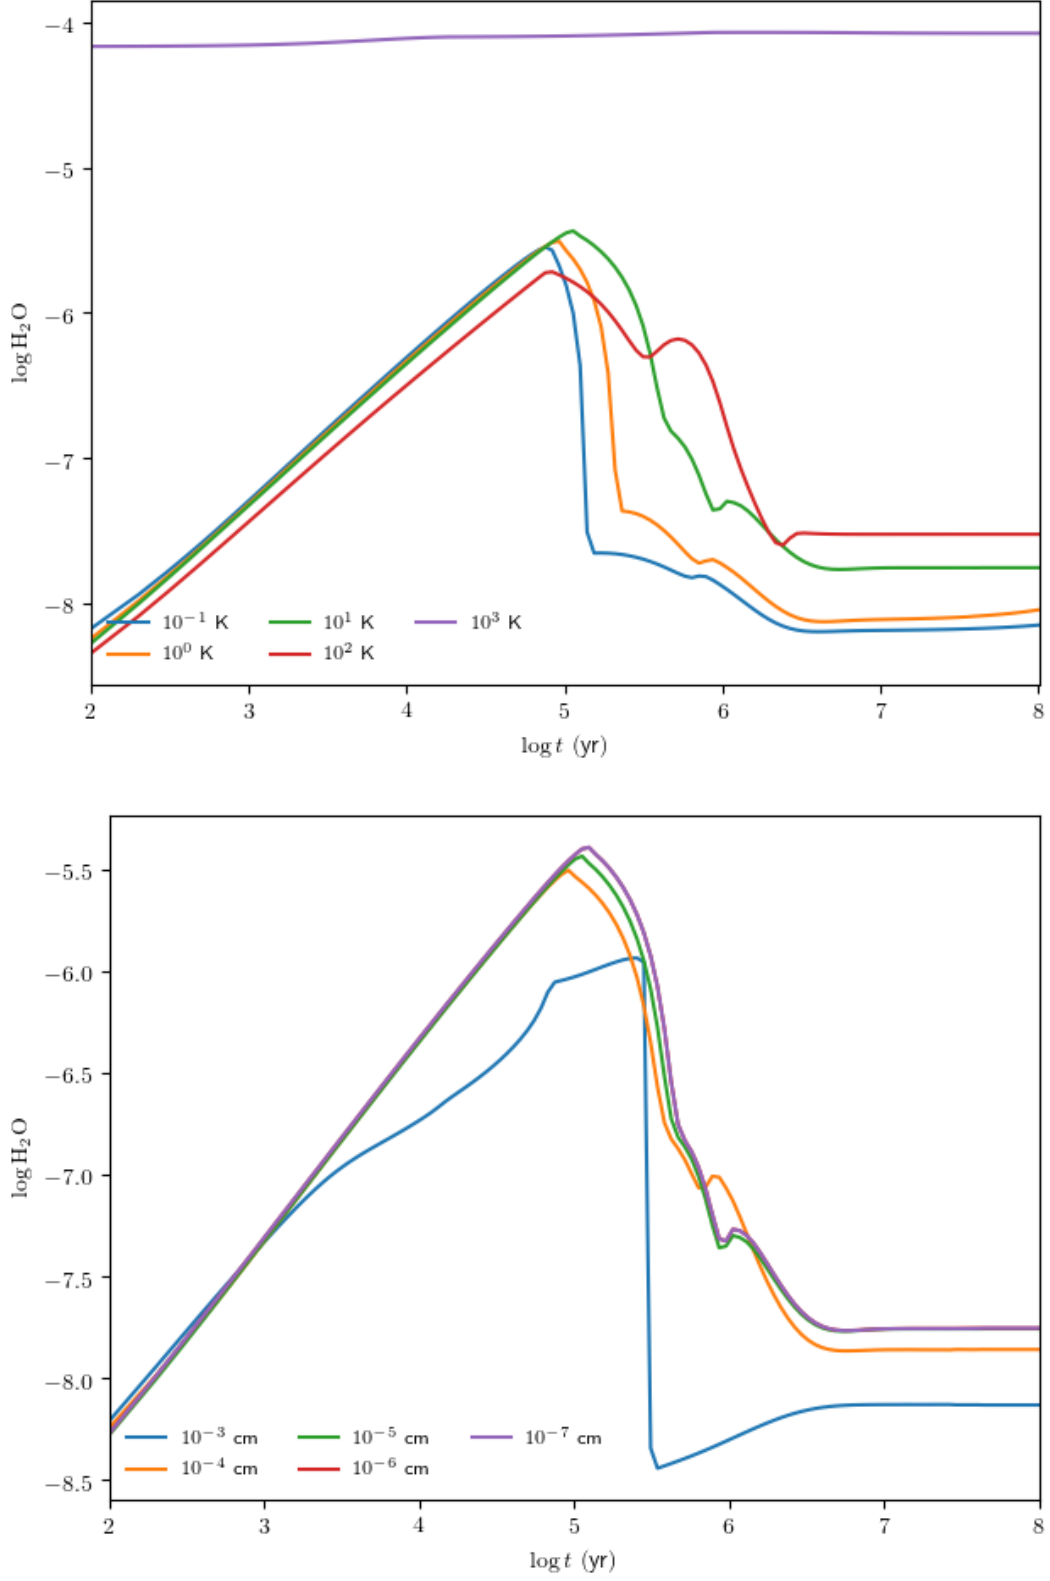 −4
−5
−6
−7
−8
log H₂O
10⁻¹ K 10¹ K 10³ K
10⁰ K 10² K
2 3 4 5 6 7 8
log t (yr)
−5.5
−6.0
−6.5
−7.0
−7.5
−8.0
−8.5
log H₂O
10⁻³ cm 10⁻⁵ cm 10⁻⁷ cm
10⁻⁴ cm 10⁻⁶ cm
2 3 4 5 6 7 8
log t (yr)